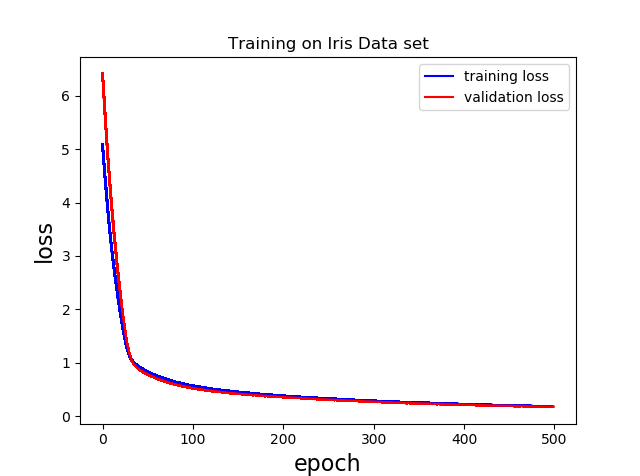 Training on Iris Data set
training loss
validation loss
6
5
4
3
2
1
0
loss
0
100
200
300
400
500
epoch